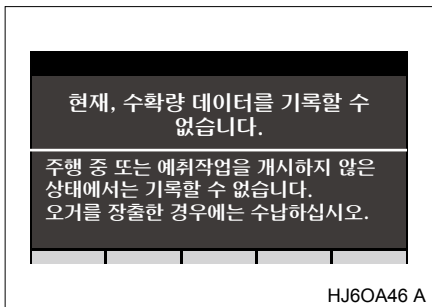 현재, 수확량 데이터를 기록할 수
없습니다.
주행 중 또는 예취작업을 개시하지 않은
상태에서는 기록할 수 없습니다.
오거를 장출한 경우에는 수납하십시오.
HJ6OA46 A